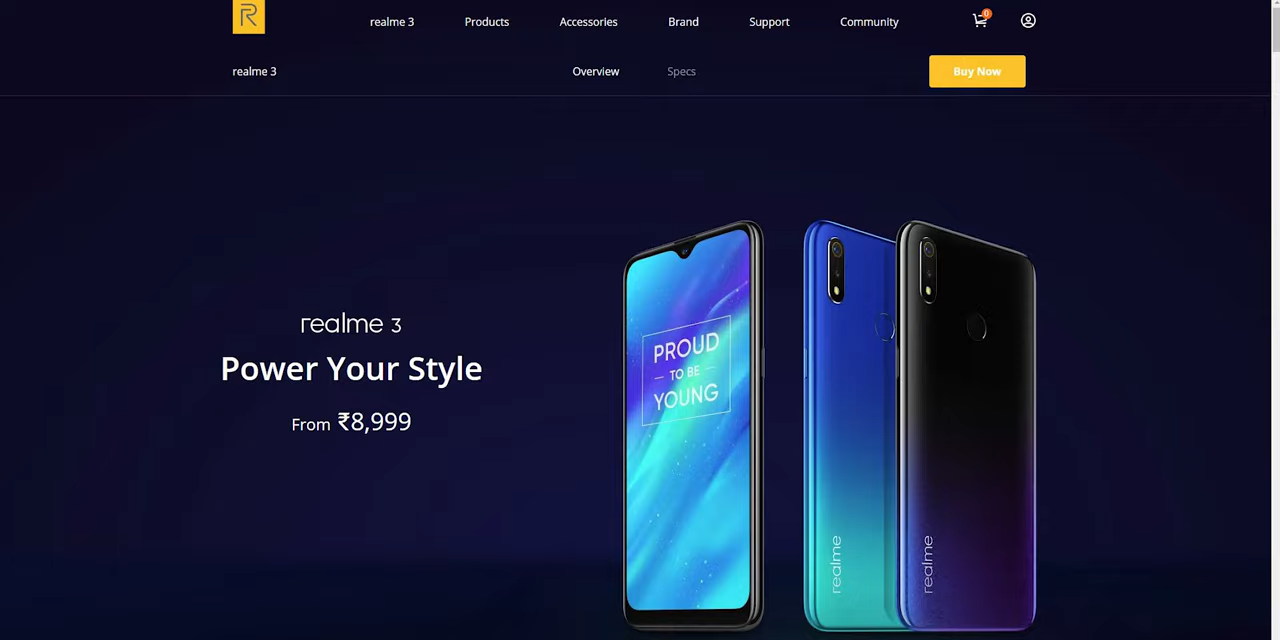 R
realme 3 Products Accessories Brand Support Community 0
realme 3 Overview Specs Buy Now
realme 3
Power Your Style
From ₹8,999
PROUD
TO BE
YOUNG
realme
realme